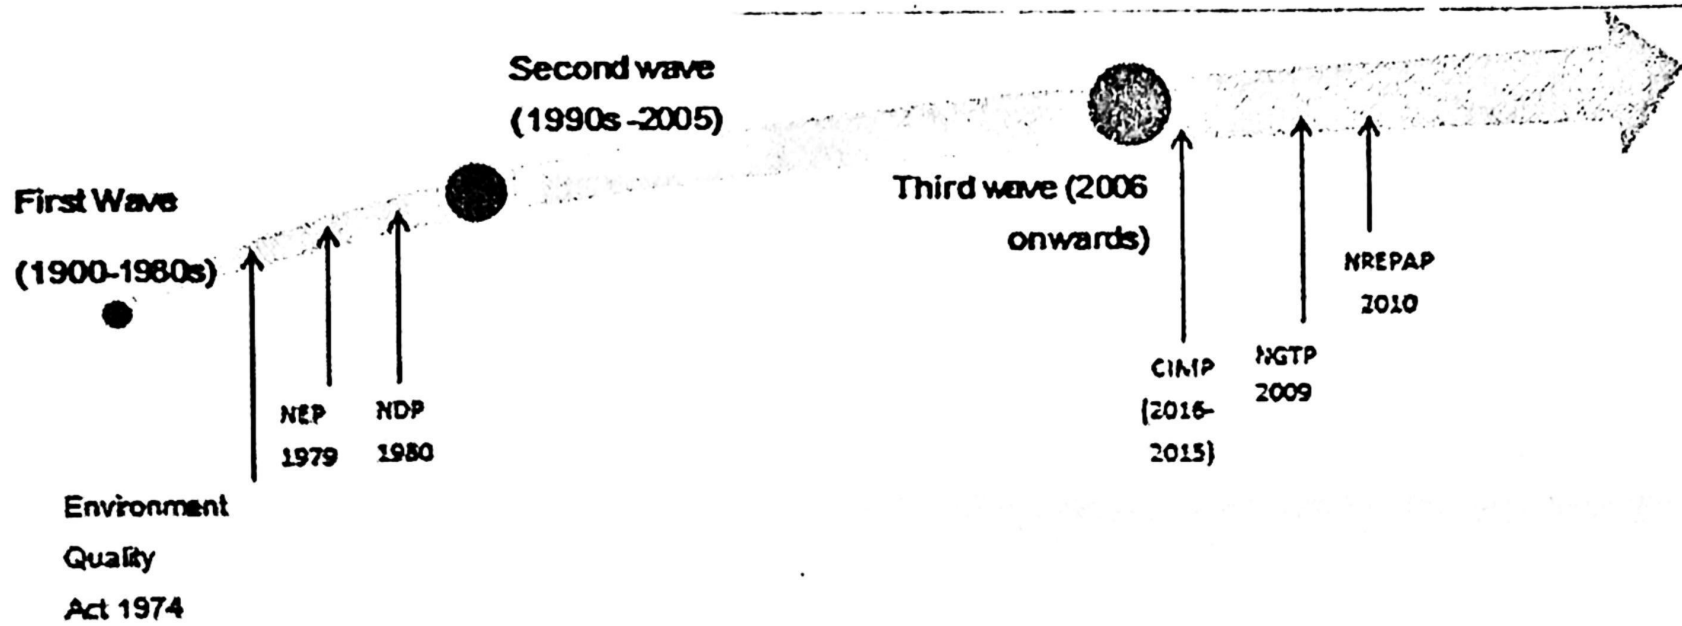 First Wave
(1900-1980s)
Second wave
(1990s-2005)
Third wave (2006
onwards)
Environment
Quality
Act 1974
NEP
1979
NDP
1980
CIMP
(2016-
2015)
NGTP
2009
NREPAP
2010